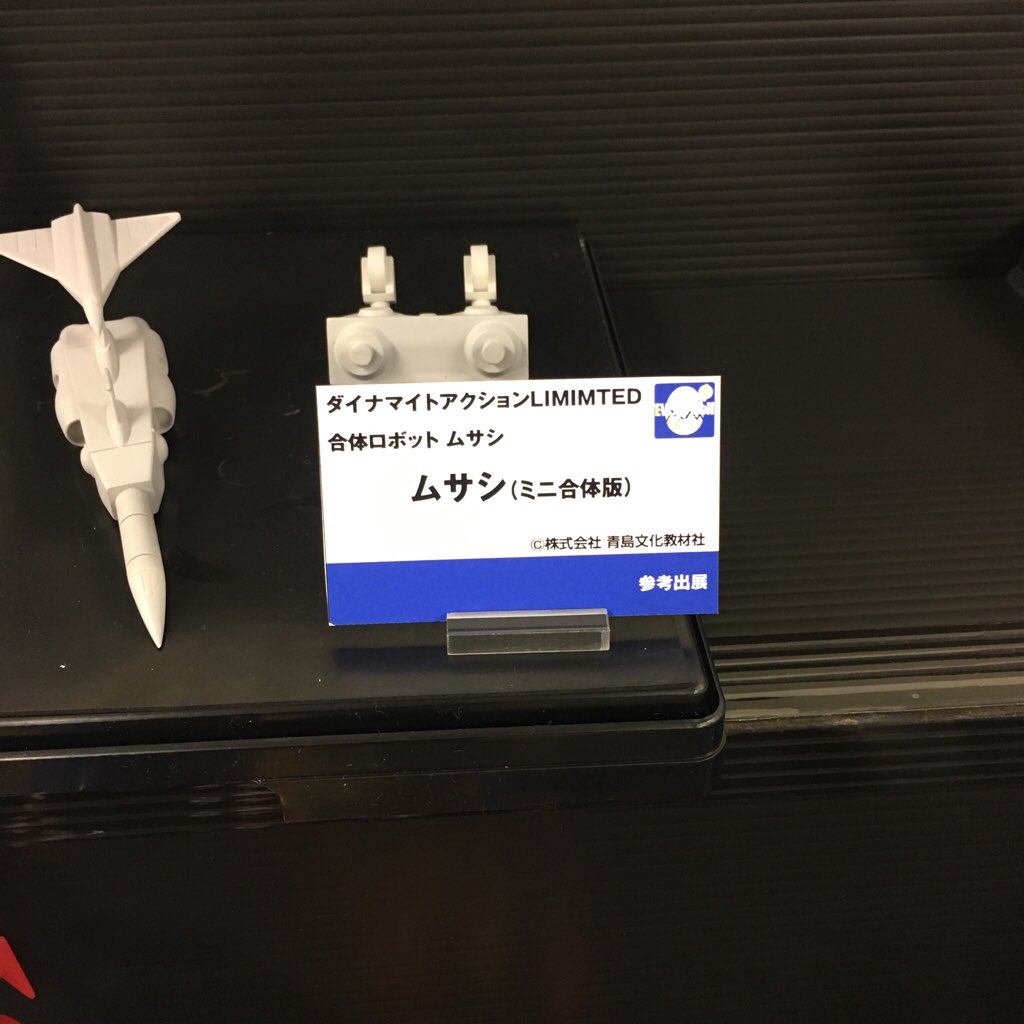 ダイナマイトアクションLIMIMTED
合体ロボット ムサシ
ムサシ(ミニ合体版)
©株式会社 青島文化教材社
参考出展